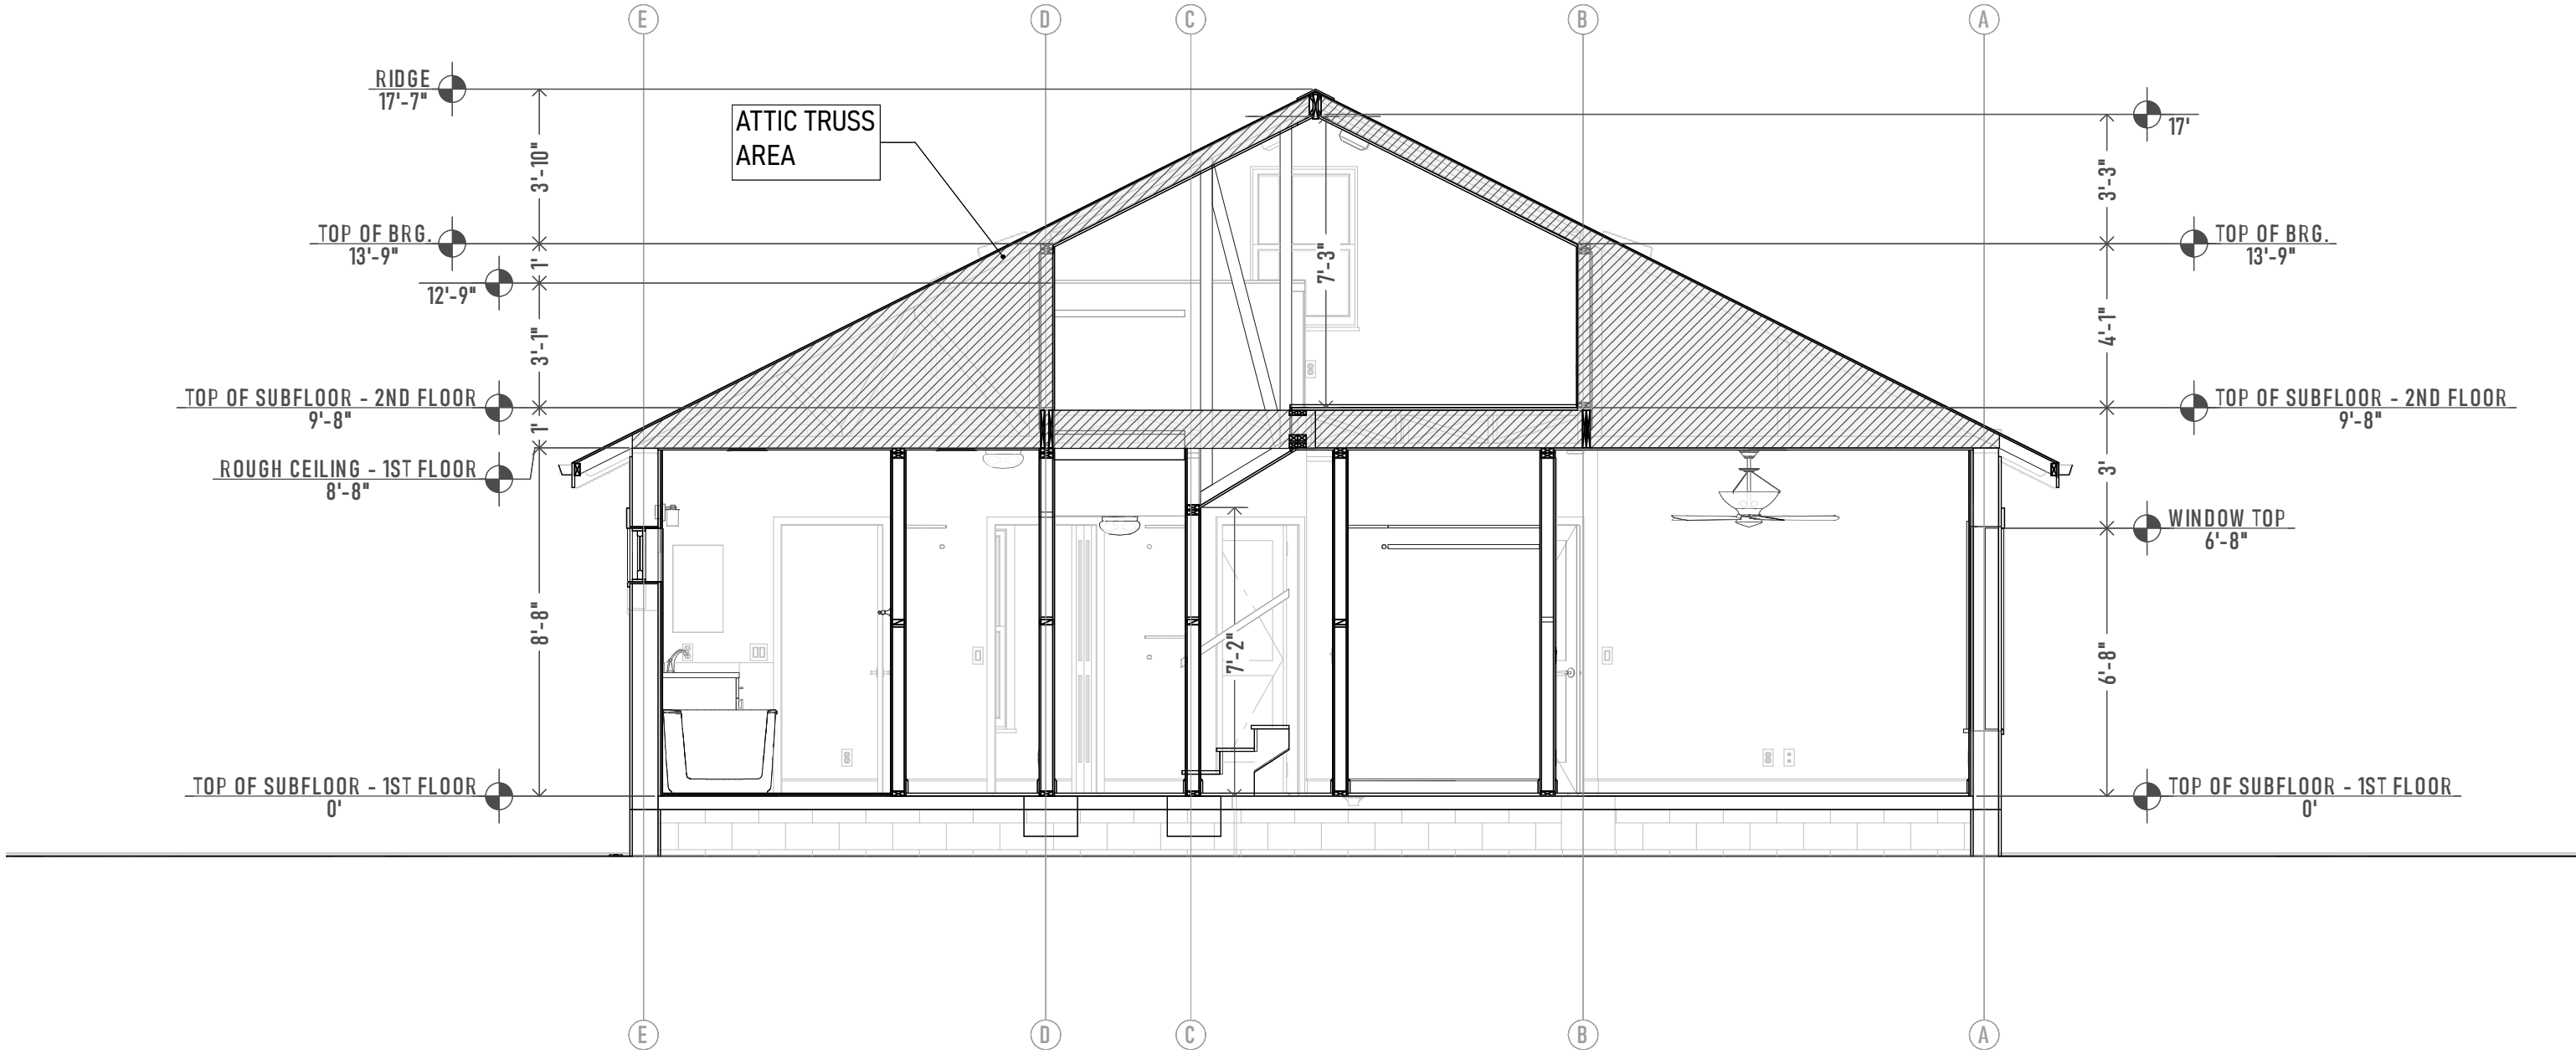 E
D
C
B
A
RIDGE
17'-7"
ATTIC TRUSS
AREA
17'
3'-10"
3'-3"
TOP OF BRG.
13'-9"
TOP OF BRG.
13'-9"
1'
12'-9"
7'-3"
3'-1"
4'-1"
TOP OF SUBFLOOR - 2ND FLOOR
9'-8"
TOP OF SUBFLOOR - 2ND FLOOR
9'-8"
1'
ROUGH CEILING - 1ST FLOOR
8'-8"
3'
WINDOW TOP
6'-8"
8'-8"
7'-2"
6'-8"
TOP OF SUBFLOOR - 1ST FLOOR
0'
TOP OF SUBFLOOR - 1ST FLOOR
0'
E
D
C
B
A